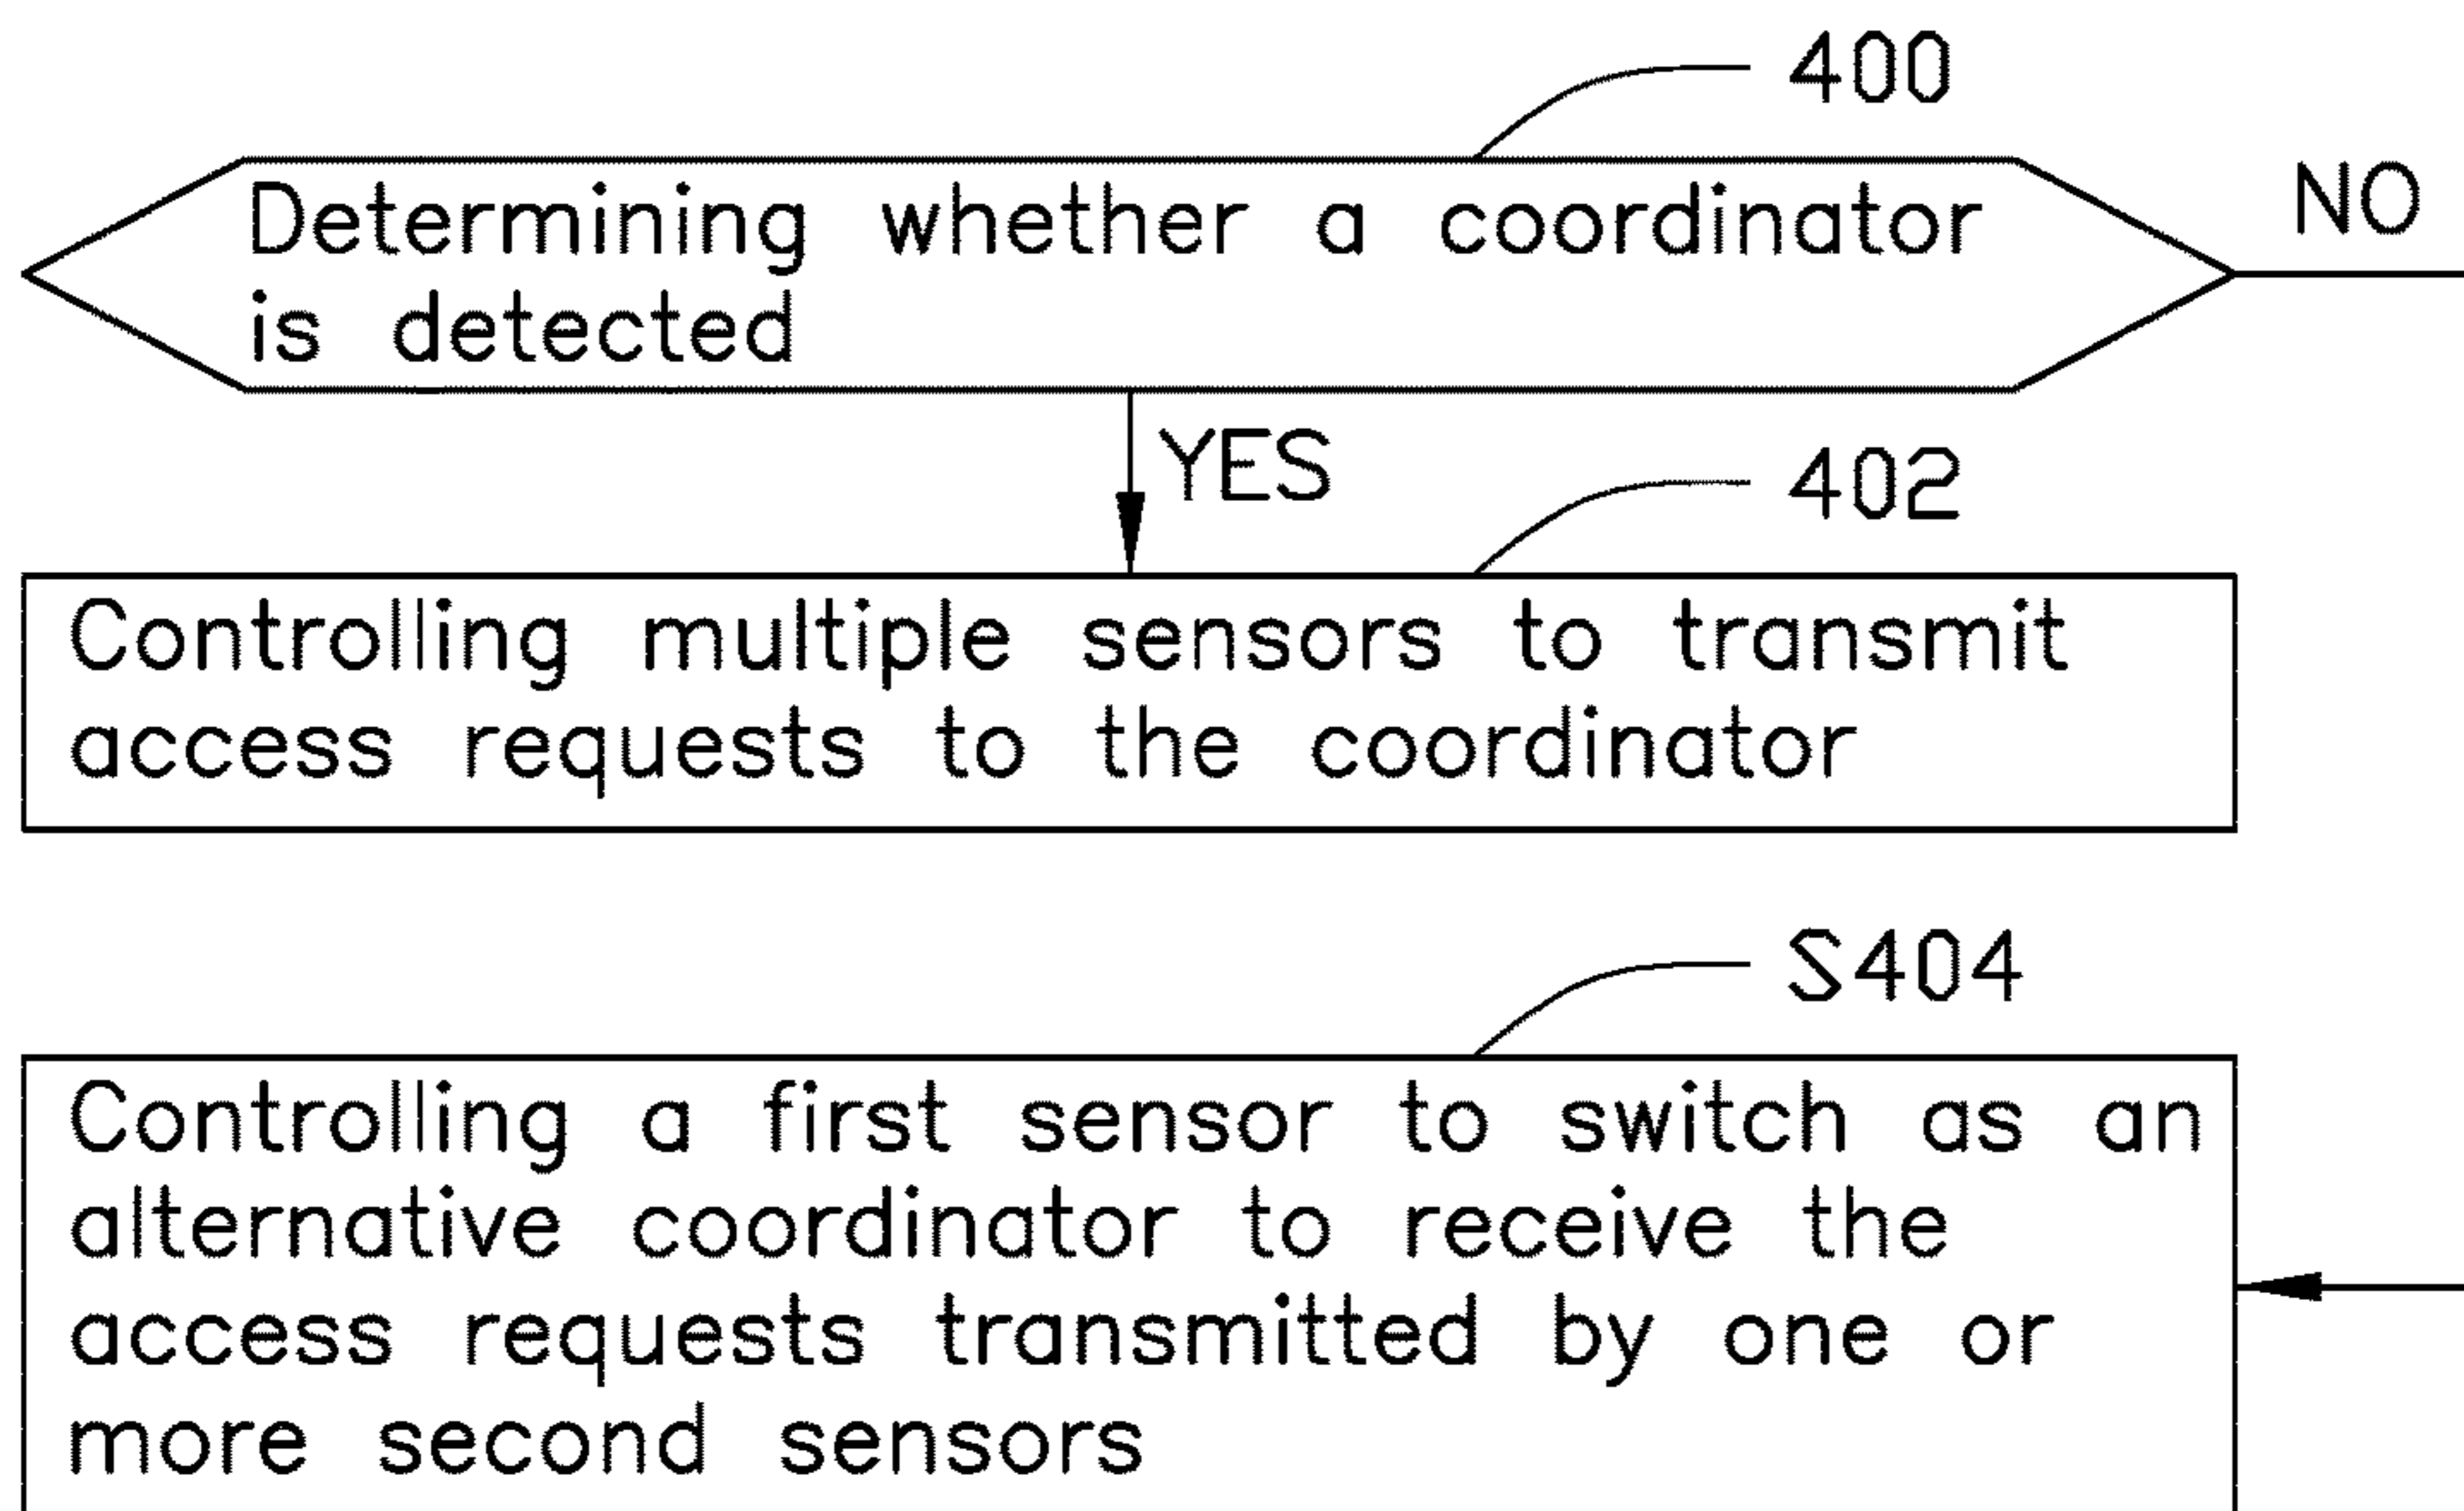 400
Determining whether a coordinator
is detected
NO
YES
402
Controlling multiple sensors to transmit
access requests to the coordinator
S404
Controlling a first sensor to switch as an
alternative coordinator to receive the
access requests transmitted by one or
more second sensors